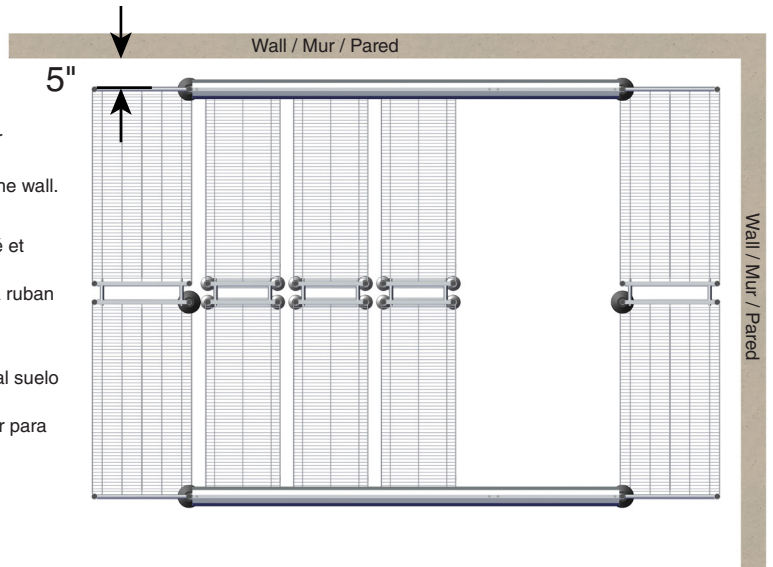 Wall / Mur / Pared
5"
he wall.
et
ruban
al suelo
r para
Wall / Mur / Pared